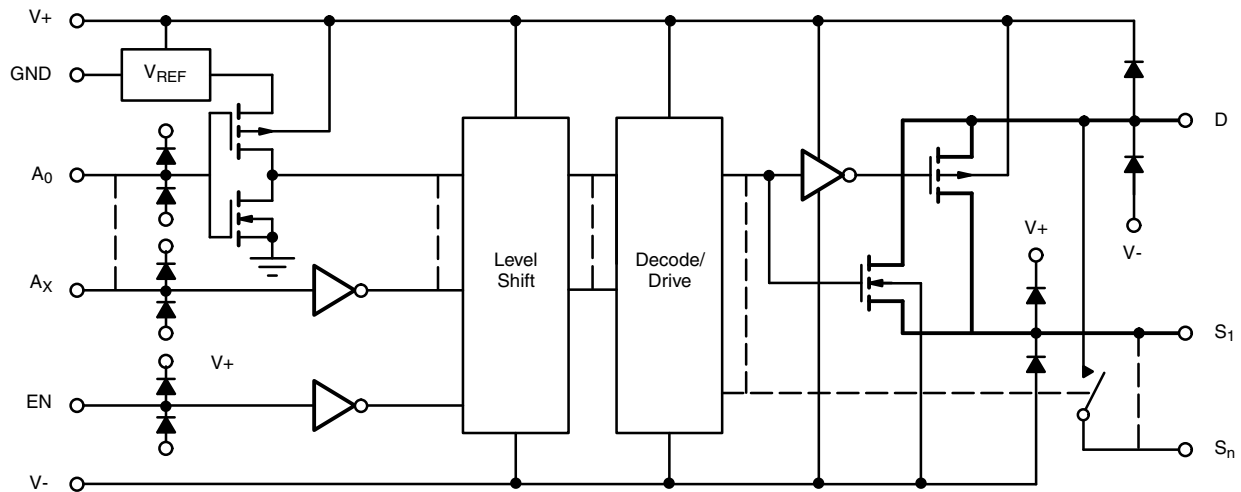 V+
GND
VREF
A0
AX
Level
Shift
Decode/
Drive
D
V+
V-
S1
V+
EN
Sn
V-